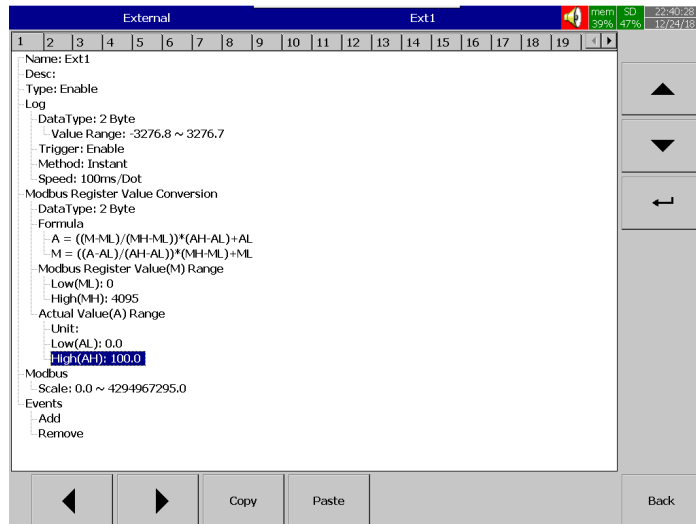 External Ext1 mem 39% SD 47% 22:40:28 12/24/18
1 2 3 4 5 6 7 8 9 10 11 12 13 14 15 16 17 18 19
Name: Ext1
Desc:
Type: Enable
Log
DataType: 2 Byte
Value Range: -3276.8 ~ 3276.7
Trigger: Enable
Method: Instant
Speed: 100ms/Dot
Modbus Register Value Conversion
DataType: 2 Byte
Formula
A = ((M-ML)/(MH-ML))*(AH-AL)+AL
M = ((A-AL)/(AH-AL))*(MH-ML)+ML
Modbus Register Value(M) Range
Low(ML): 0
High(MH): 4095
Actual Value(A) Range
Unit:
Low(AL): 0.0
High(AH): 100.0
Modbus
Scale: 0.0 ~ 4294967295.0
Events
Add
Remove
Copy Paste Back